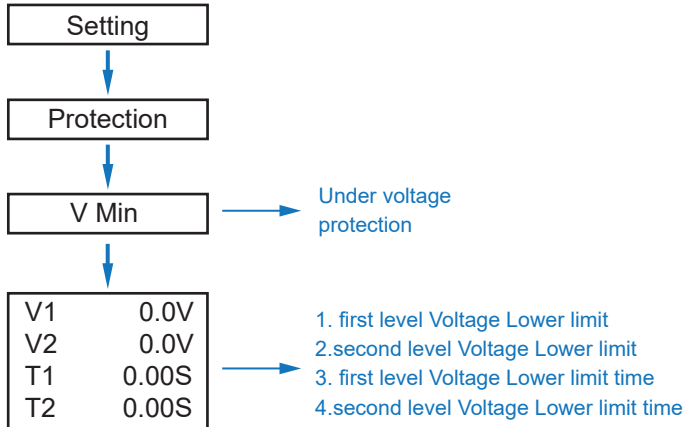 Setting
Protection
V Min
Under voltage
protection
V1 0.0V
V2 0.0V
T1 0.00S
T2 0.00S
1. first level Voltage Lower limit
2.second level Voltage Lower limit
3. first level Voltage Lower limit time
4.second level Voltage Lower limit time